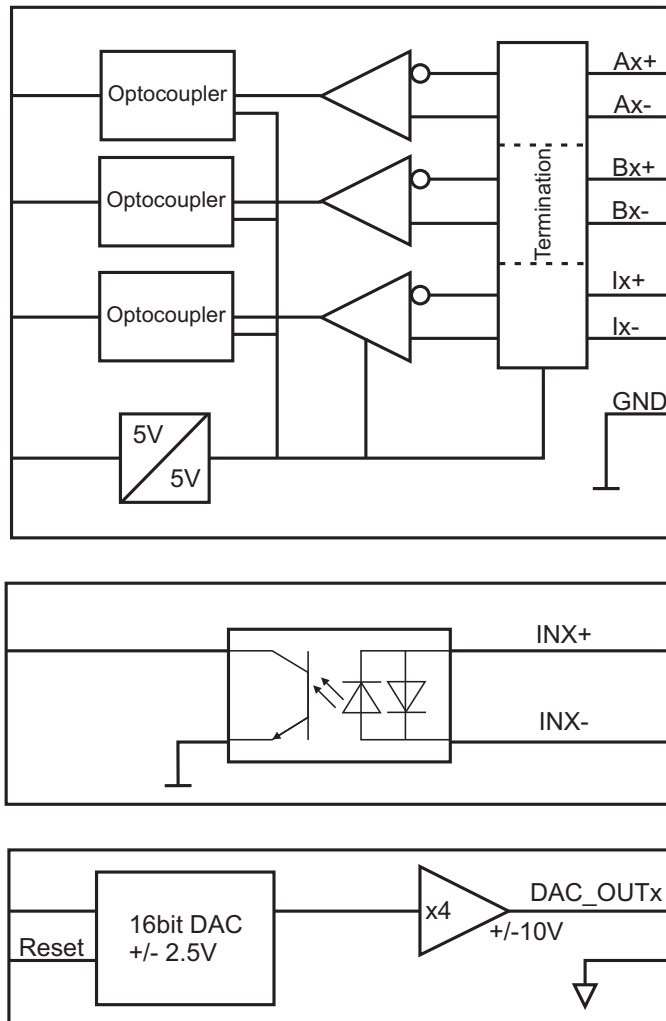 Ax+
Optocoupler
Ax-
Bx+
Optocoupler
Bx-
Termination
Ix+
Optocoupler
Ix-
GND
5V
5V
INX+
INX-
DAC_OUTx
x4
16bit DAC
+/- 2.5V
+/-10V
Reset